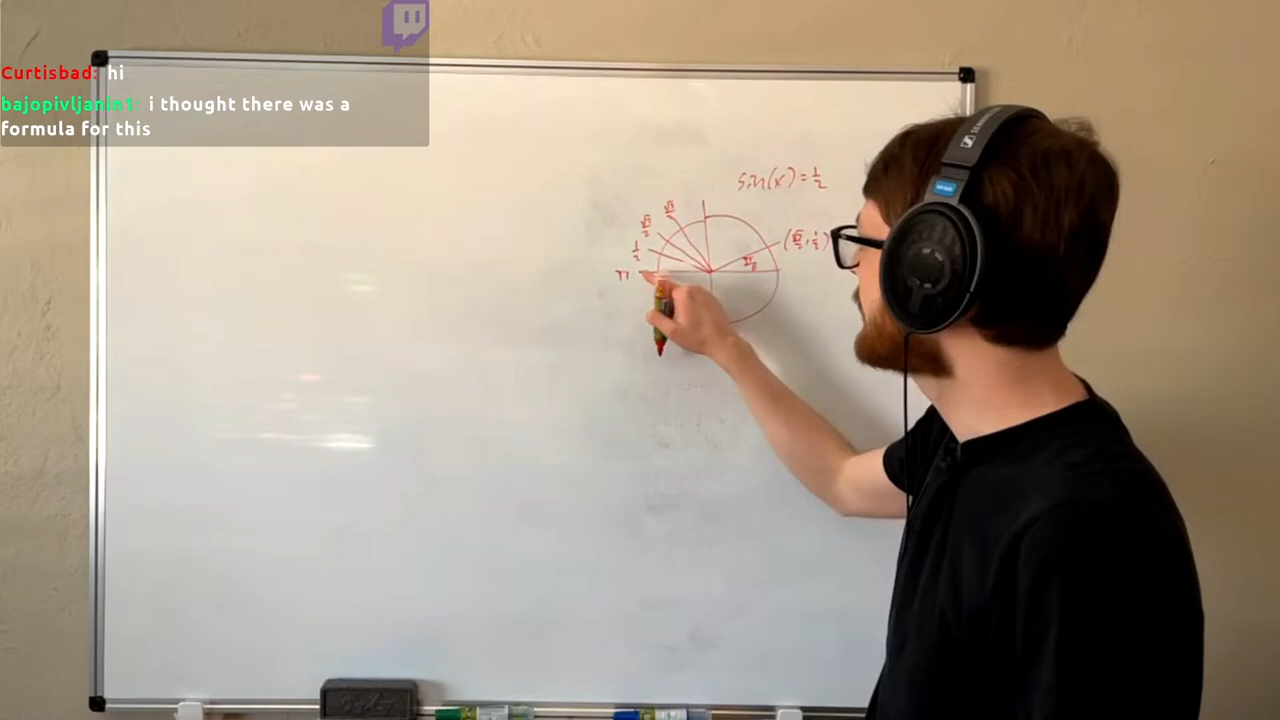 Curtisbad: hi
bajopivljanin1: i thought there was a
formula for this
sin(x) = 1/2
√3
√2/2
1/2
π
π/6
(√3/2, 1/2)
SENNHEISER